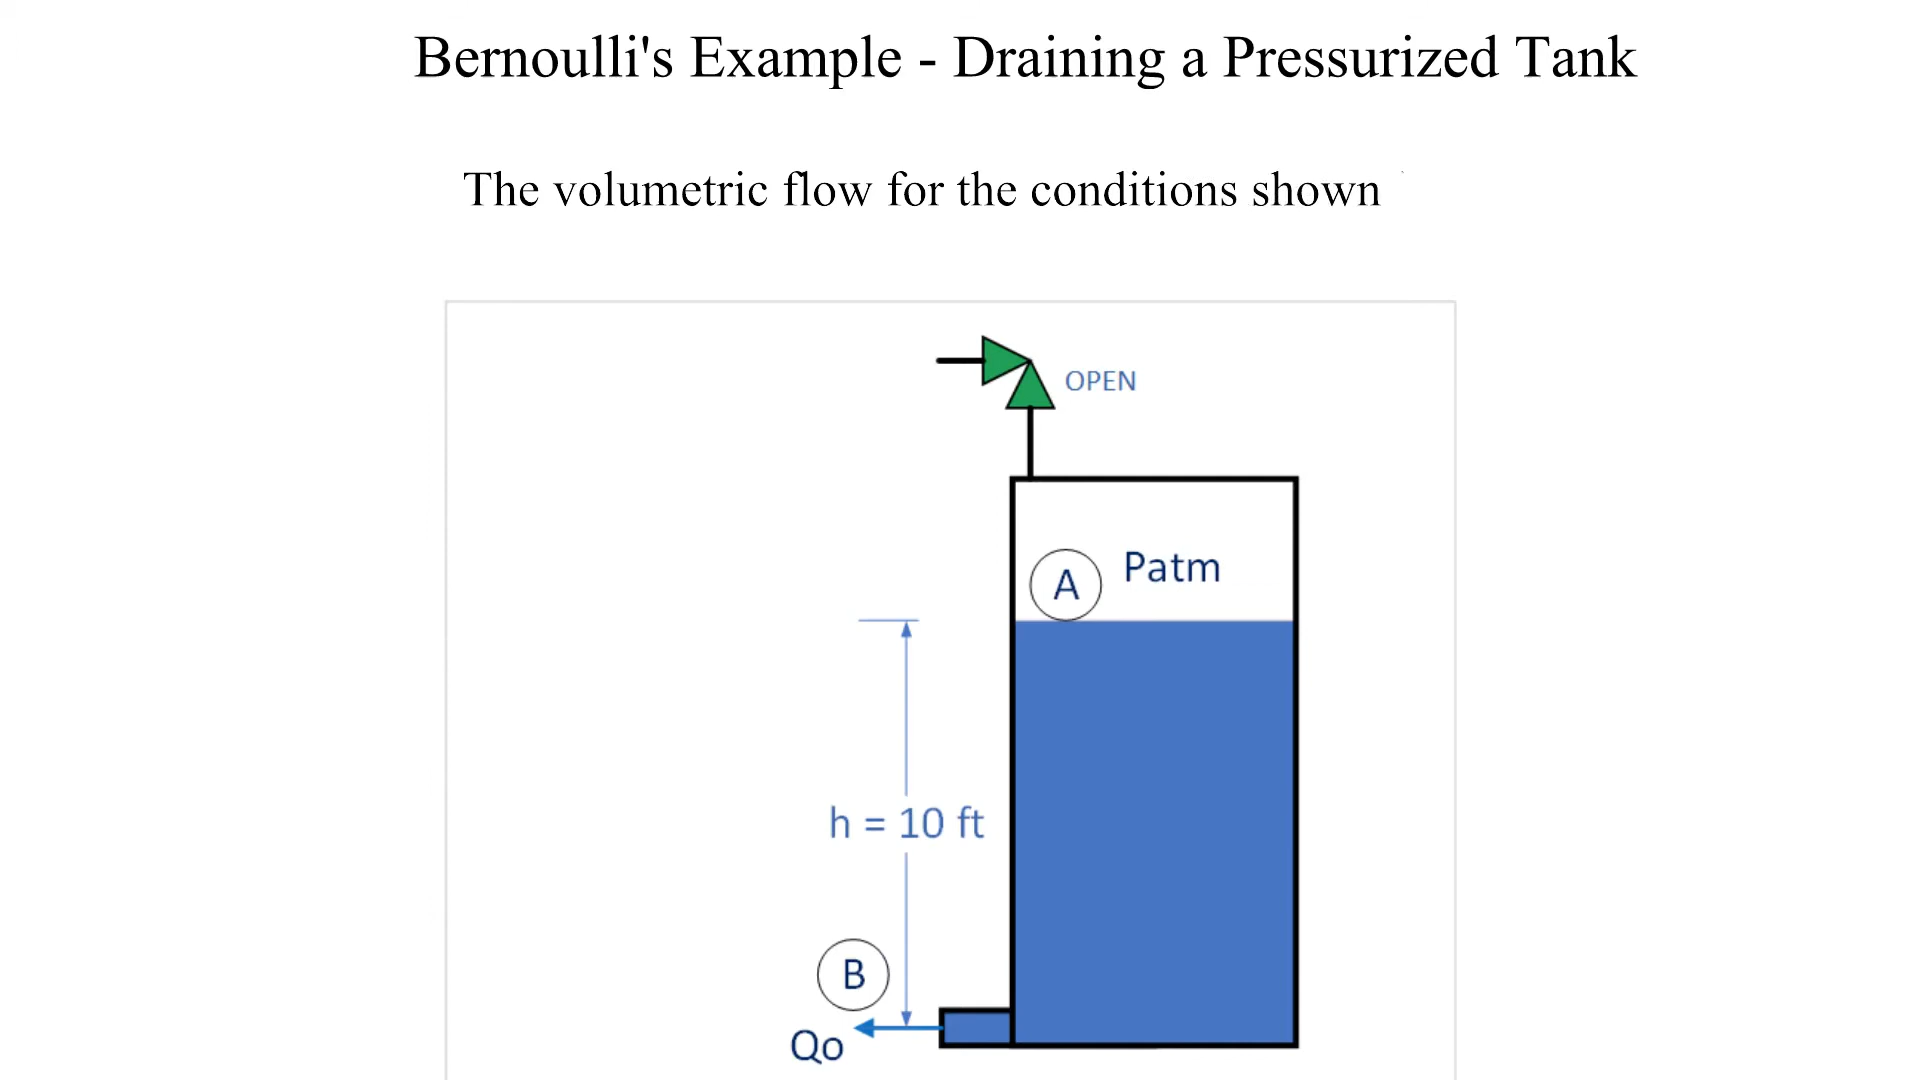 Bernoulli's Example - Draining a Pressurized Tank
The volumetric flow for the conditions shown
OPEN
A
Patm
h = 10 ft
B
Qo